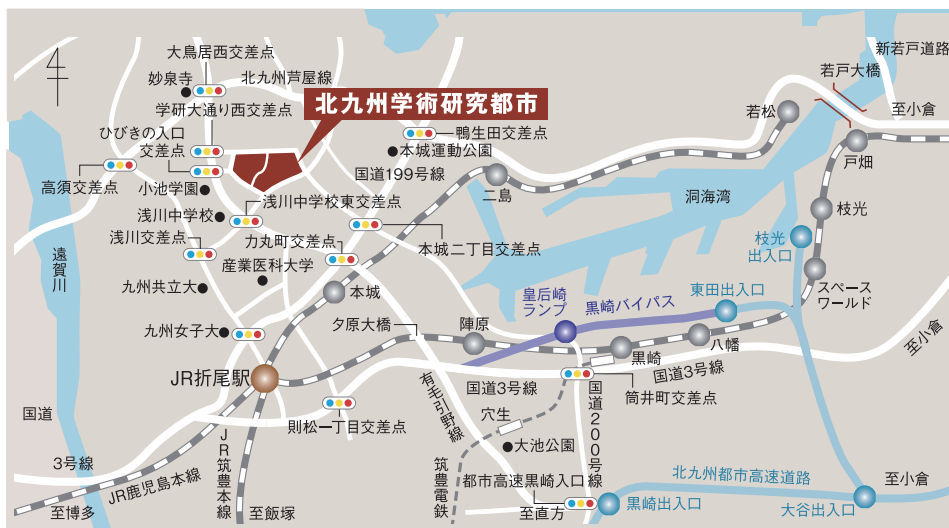 大鳥居西交差点
妙泉寺
北九州芦屋線
学研大通り西交差点
北九州学術研究都市
ひびきの入口
交差点
鴨生田交差点
本城運動公園
国道199号線
高須交差点
小池学園
浅川中学校
浅川中学校東交差点
浅川交差点
力丸町交差点
本城二丁目交差点
産業医科大学
九州共立大
遠賀川
本城
九州女子大
二島
若松
新若戸道路
若戸大橋
至小倉
戸畑
洞海湾
枝光
枝光
出入口
スペース
ワールド
東田出入口
皇后崎
ランプ
黒崎バイパス
夕原大橋
陣原
八幡
黒崎
至小倉
国道3号線
国道3号線
筒井町交差点
JR折尾駅
有毛引野線
穴生
国道200号線
則松一丁目交差点
大池公園
国道
3号線
JR鹿児島本線
JR筑豊本線
筑豊電鉄
都市高速黒崎入口
北九州都市高速道路
至小倉
至博多
至飯塚
至直方
黒崎出入口
大谷出入口